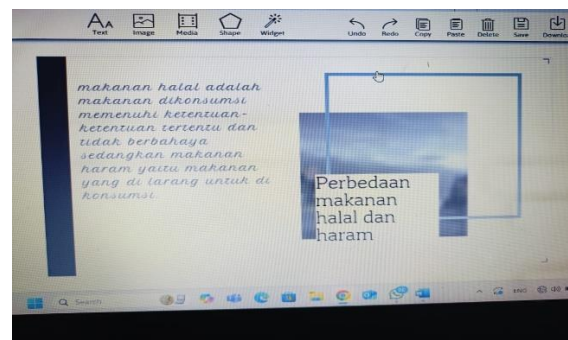 Text Image Media Shape Widget Undo Redo Copy Paste Delete Save Downlo
makanan halal adalah
makanan dikonsumsi
memenuhi ketentuan-
ketentuan tertentu dan
tidak berbahaya
sedangkan makanan
haram yaitu makanan
yang di larang untuk di
konsumsi
Perbedaan
makanan
halal dan
haram
Search
ENG